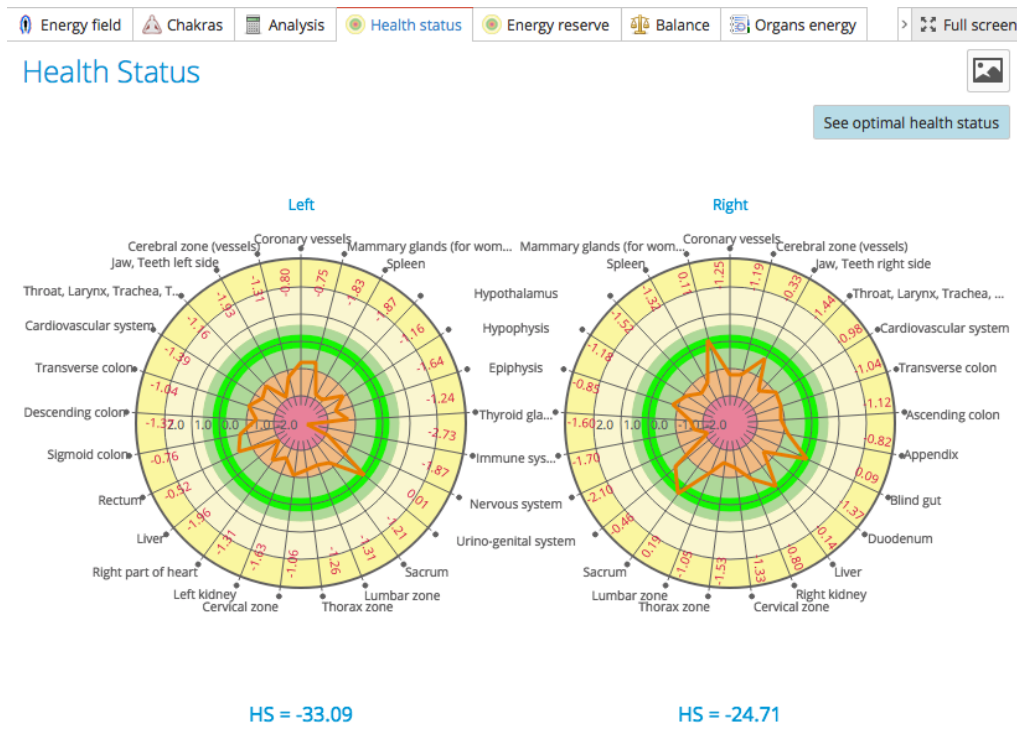 Energy field Chakras Analysis Health status Energy reserve Balance Organs energy > Full screen
Health Status
See optimal health status
Left
Coronary vessels
Cerebral zone (vessels)
Mammary glands (for wom...
Jaw, Teeth left side
Spleen
Throat, Larynx, Trachea, T...
Hypothalamus
Cardiovascular system
Hypophysis
Transverse colon
Epiphysis
Descending colon
Thyroid gla...
Sigmoid colon
Immune sys...
Rectum
Nervous system
Liver
Urino-genital system
Right part of heart
Sacrum
Left kidney
Lumbar zone
Cervical zone
Thorax zone
-0.80
-0.75
-1.83
-1.87
-1.16
-1.64
-1.24
-2.73
-1.87
0.01
-1.21
-1.31
-1.26
-1.06
-1.63
-1.31
-1.96
-0.52
-0.76
-1.04
-1.39
-1.16
-1.93
-1.31
2.0 1.0 0.0 -1.0 -2.0
HS = -33.09
Right
Coronary vessels
Mammary glands (for wom...
Cerebral zone (vessels)
Spleen
Jaw, Teeth right side
Throat, Larynx, Trachea, ...
Cardiovascular system
Transverse colon
Ascending colon
Appendix
Blind gut
Duodenum
Liver
Right kidney
Cervical zone
Thorax zone
Lumbar zone
Sacrum
-1.25
-1.19
-0.33
-1.44
-0.98
-1.04
-1.12
-0.82
0.09
-1.37
-0.14
-0.80
-1.33
-1.53
-1.05
0.19
-0.46
-2.10
-1.70
-1.60
-0.85
-1.18
-1.52
-1.32
0.11
2.0 1.0 0.0 -1.0 -2.0
HS = -24.71